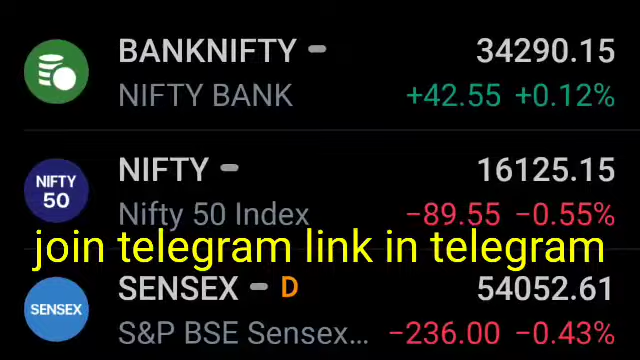 BANKNIFTY 34290.15
NIFTY BANK +42.55 +0.12%
NIFTY 50
NIFTY 16125.15
Nifty 50 Index −89.55 −0.55%
join telegram link in telegram
SENSEX
SENSEX D 54052.61
S&P BSE Sensex... −236.00 −0.43%